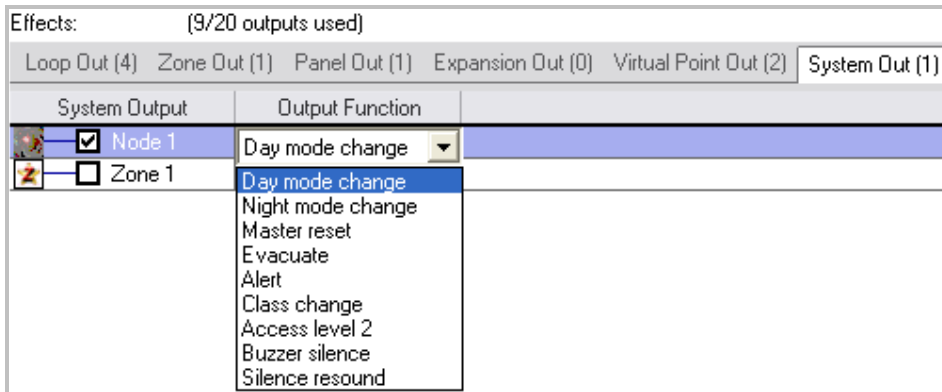 Effects: (9/20 outputs used)
Loop Out (4) Zone Out (1) Panel Out (1) Expansion Out (0) Virtual Point Out (2) System Out (1)
System Output Output Function
Node 1 Day mode change
Z Zone 1
Day mode change
Night mode change
Master reset
Evacuate
Alert
Class change
Access level 2
Buzzer silence
Silence resound